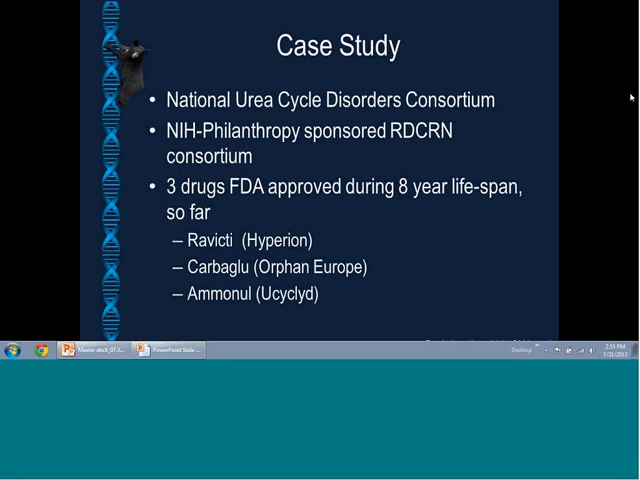 Case Study
• National Urea Cycle Disorders Consortium
• NIH-Philanthropy sponsored RDCRN
consortium
• 3 drugs FDA approved during 8 year life-span,
so far
– Ravicti (Hyperion)
– Carbaglu (Orphan Europe)
– Ammonul (Ucyclyd)
Master deck_07.3...
PowerPoint Slide ...
Desktop
2:55 PM
7/31/2013